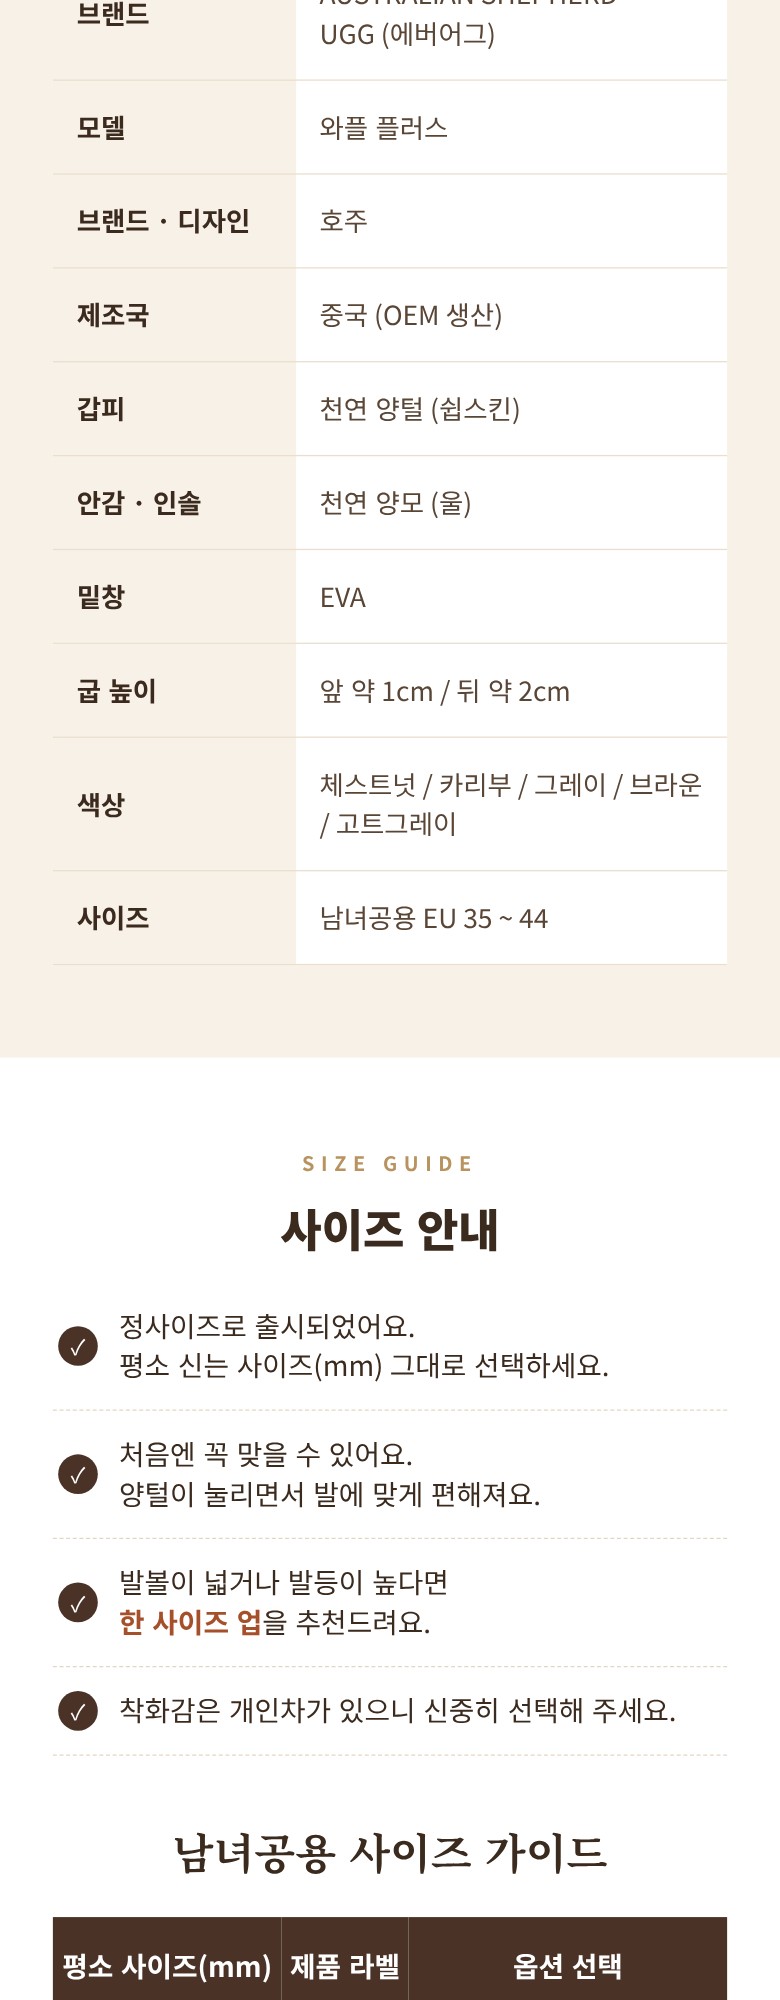 브랜드
AUSTRALIAN SHEPHERD
UGG (에버어그)
모델
와플 플러스
브랜드 · 디자인
호주
제조국
중국 (OEM 생산)
갑피
천연 양털 (쉽스킨)
안감 · 인솔
천연 양모 (울)
밑창
EVA
굽 높이
앞 약 1cm / 뒤 약 2cm
색상
체스트넛 / 카리부 / 그레이 / 브라운
/ 고트그레이
사이즈
남녀공용 EU 35 ~ 44
SIZE GUIDE
사이즈 안내
정사이즈로 출시되었어요.
평소 신는 사이즈(mm) 그대로 선택하세요.
처음엔 꼭 맞을 수 있어요.
양털이 눌리면서 발에 맞게 편해져요.
발볼이 넓거나 발등이 높다면
한 사이즈 업을 추천드려요.
착화감은 개인차가 있으니 신중히 선택해 주세요.
남녀공용 사이즈 가이드
평소 사이즈(mm)
제품 라벨
옵션 선택